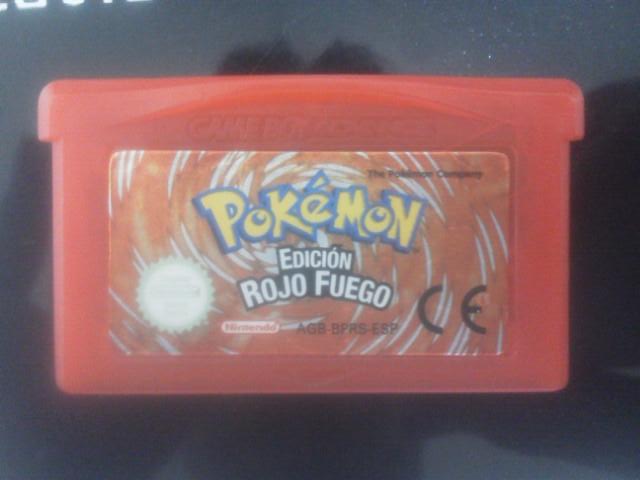 GAME BOY ADVANCE
The Pokémon Company
POKéMON
EDICIÓN
ROJO FUEGO
CE
Nintendo
AGB-BPRS-ESP